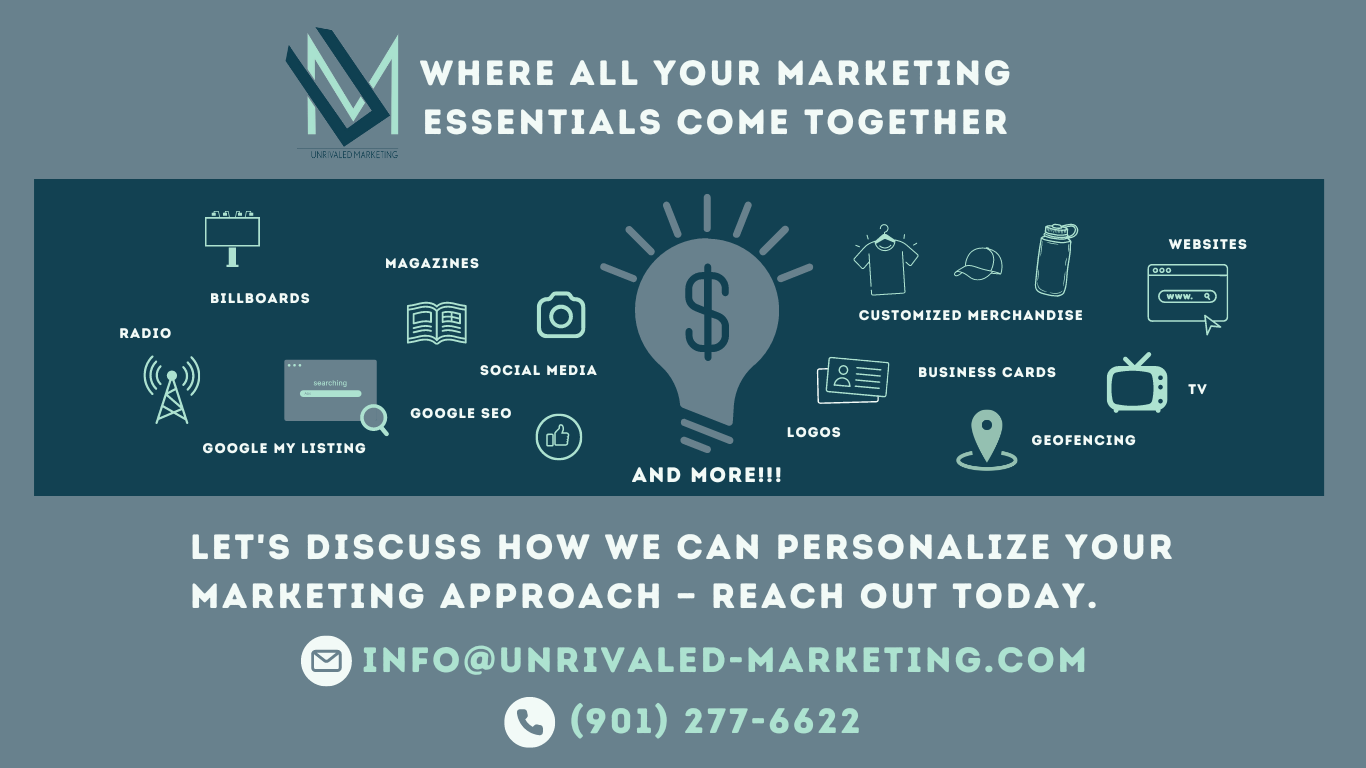 WHERE ALL YOUR MARKETING
ESSENTIALS COME TOGETHER
UNRIVALED MARKETING
BILLBOARDS
MAGAZINES
RADIO
SOCIAL MEDIA
searching
GOOGLE SEO
GOOGLE MY LISTING
$
AND MORE!!!
CUSTOMIZED MERCHANDISE
WEBSITES
www.
BUSINESS CARDS
TV
LOGOS
GEOFENCING
LET'S DISCUSS HOW WE CAN PERSONALIZE YOUR
MARKETING APPROACH – REACH OUT TODAY.
INFO@UNRIVALED-MARKETING.COM
(901) 277-6622